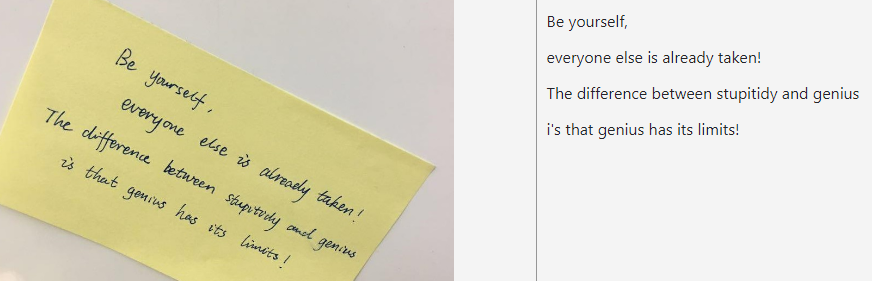 Be yourself,
everyone else is already taken!
The difference between stupitidy and genius
is that genius has its limits!
Be yourself,
everyone else is already taken!
The difference between stupitidy and genius
i's that genius has its limits!